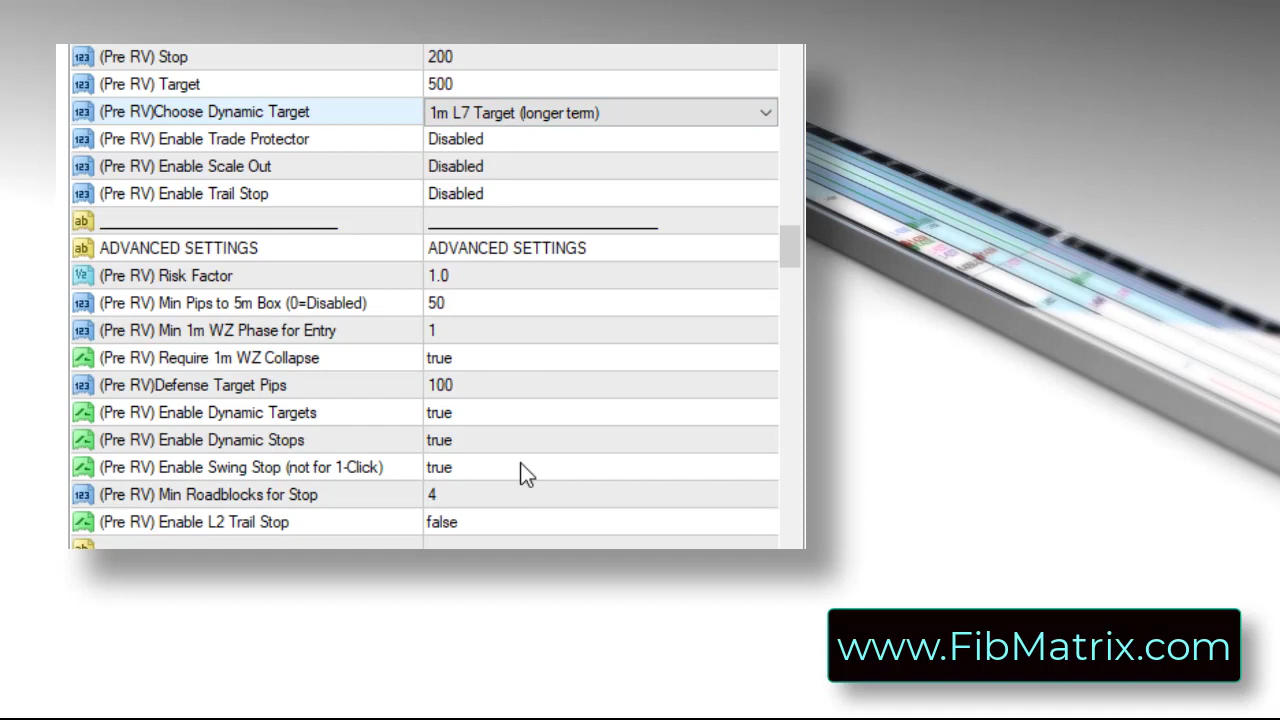 (Pre RV) Stop 200
(Pre RV) Target 500
(Pre RV)Choose Dynamic Target 1m L7 Target (longer term)
(Pre RV) Enable Trade Protector Disabled
(Pre RV) Enable Scale Out Disabled
(Pre RV) Enable Trail Stop Disabled
ADVANCED SETTINGS ADVANCED SETTINGS
(Pre RV) Risk Factor 1.0
(Pre RV) Min Pips to 5m Box (0=Disabled) 50
(Pre RV) Min 1m WZ Phase for Entry 1
(Pre RV) Require 1m WZ Collapse true
(Pre RV)Defense Target Pips 100
(Pre RV) Enable Dynamic Targets true
(Pre RV) Enable Dynamic Stops true
(Pre RV) Enable Swing Stop (not for 1-Click) true
(Pre RV) Min Roadblocks for Stop 4
(Pre RV) Enable L2 Trail Stop false
www.FibMatrix.com